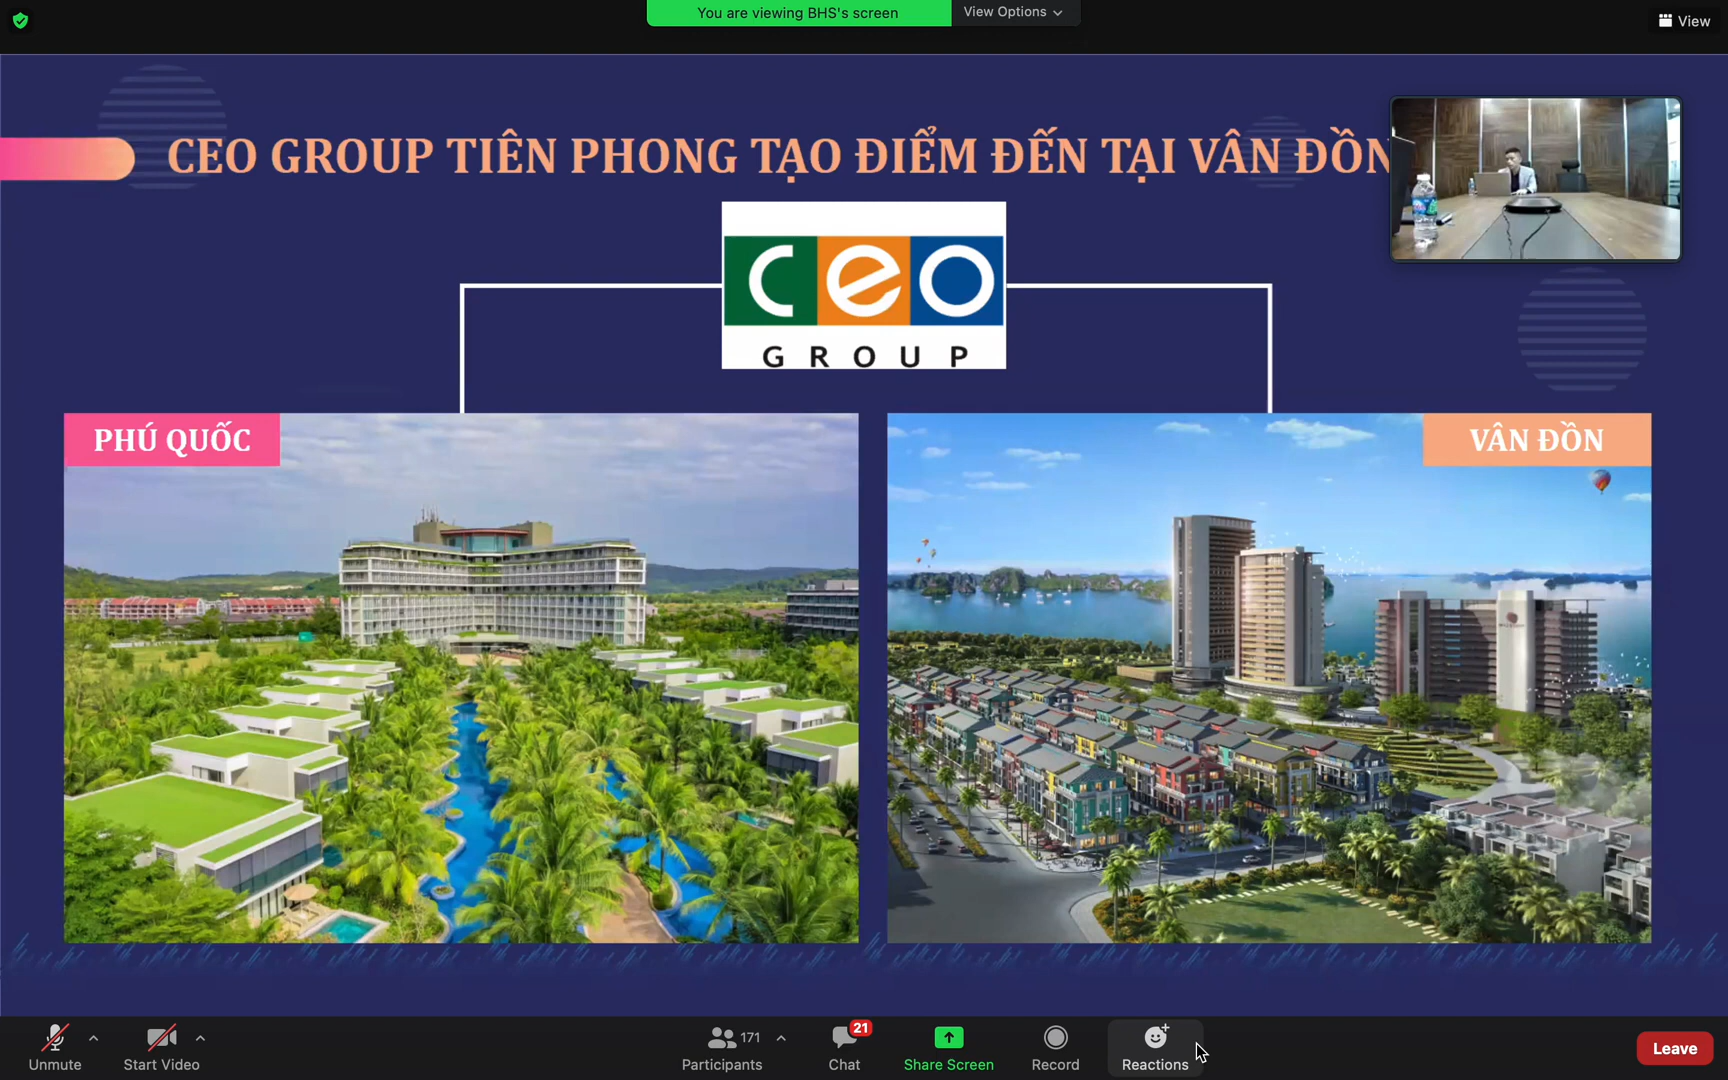 You are viewing BHS's screen
View Options
View
CEO GROUP TIÊN PHONG TẠO ĐIỂM ĐẾN TẠI VÂN ĐỒN
ceo
GROUP
PHÚ QUỐC
VÂN ĐỒN
Unmute
Start Video
171
Participants
21
Chat
Share Screen
Record
Reactions
Leave